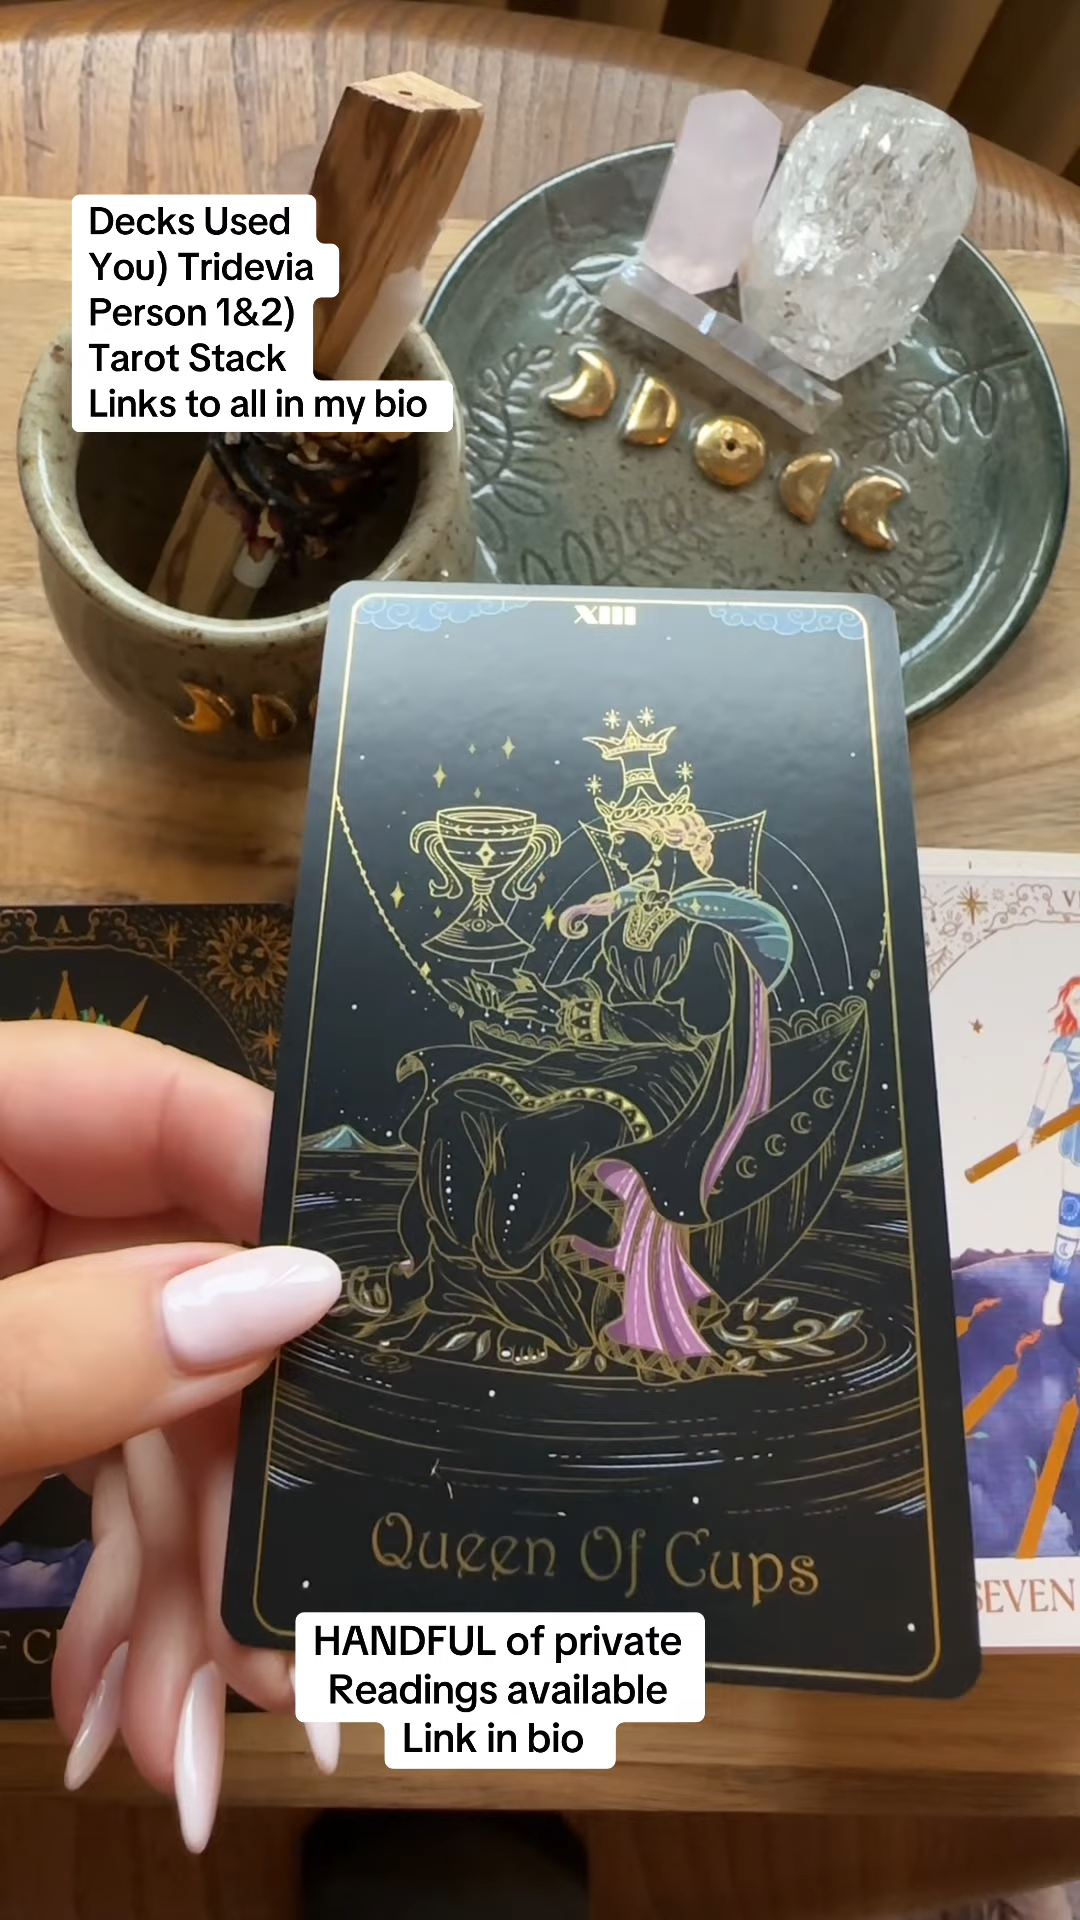 Decks Used
You) Tridevia
Person 1&2)
Tarot Stack
Links to all in my bio
XIII
A
VI
Queen Of Cups
F C
SEVEN
HANDFUL of private
Readings available
Link in bio